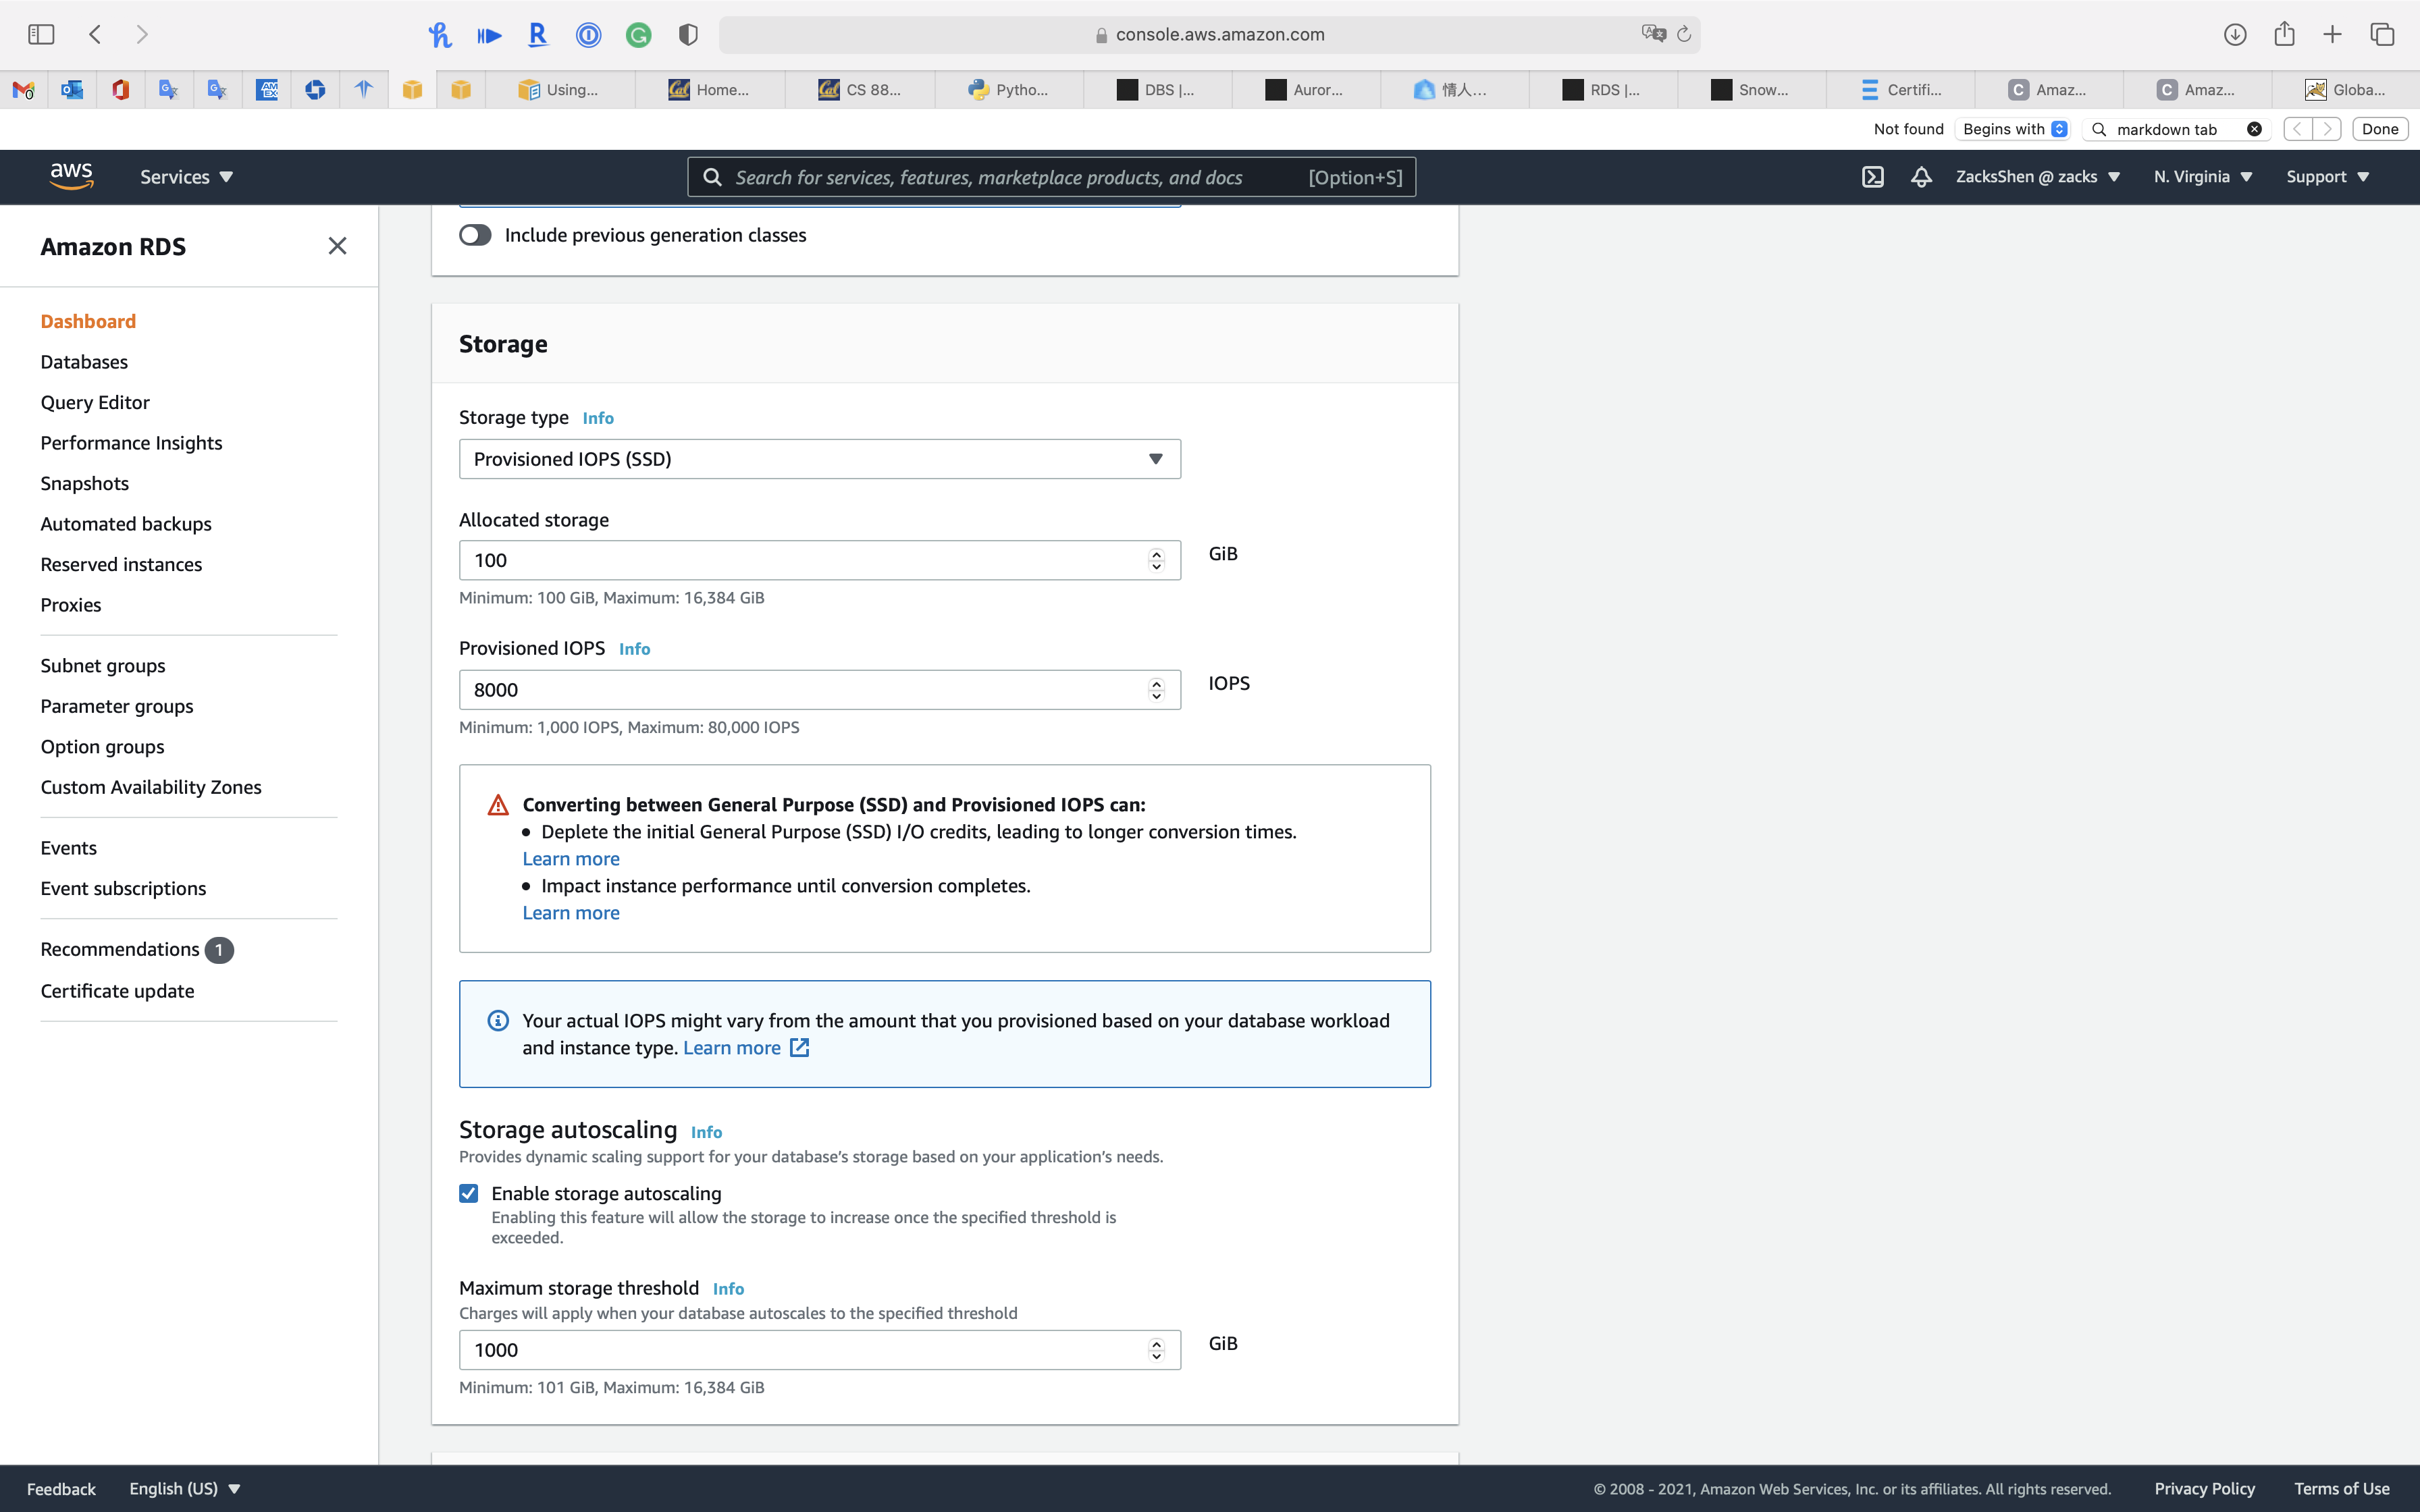 console.aws.amazon.com
Using...
Home...
CS 88...
Pytho...
DBS |...
Auror...
情人...
RDS |...
Snow...
Certifi...
Amaz...
Amaz...
Globa...
Not found
Begins with
markdown tab
Done
aws
Services
Search for services, features, marketplace products, and docs
[Option+S]
ZacksShen @ zacks
N. Virginia
Support
Amazon RDS
Dashboard
Databases
Query Editor
Performance Insights
Snapshots
Automated backups
Reserved instances
Proxies
Subnet groups
Parameter groups
Option groups
Custom Availability Zones
Events
Event subscriptions
Recommendations 1
Certificate update
Include previous generation classes
Storage
Storage type Info
Provisioned IOPS (SSD)
Allocated storage
100
GiB
Minimum: 100 GiB, Maximum: 16,384 GiB
Provisioned IOPS Info
8000
IOPS
Minimum: 1,000 IOPS, Maximum: 80,000 IOPS
Converting between General Purpose (SSD) and Provisioned IOPS can:
• Deplete the initial General Purpose (SSD) I/O credits, leading to longer conversion times.
Learn more
• Impact instance performance until conversion completes.
Learn more
Your actual IOPS might vary from the amount that you provisioned based on your database workload
and instance type. Learn more
Storage autoscaling Info
Provides dynamic scaling support for your database’s storage based on your application’s needs.
Enable storage autoscaling
Enabling this feature will allow the storage to increase once the specified threshold is
exceeded.
Maximum storage threshold Info
Charges will apply when your database autoscales to the specified threshold
1000
GiB
Minimum: 101 GiB, Maximum: 16,384 GiB
Feedback
English (US)
© 2008 - 2021, Amazon Web Services, Inc. or its affiliates. All rights reserved.
Privacy Policy
Terms of Use